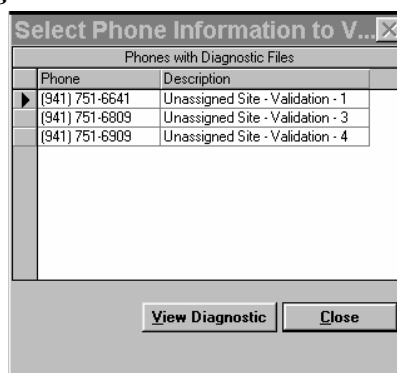 Select Phone Information to V...
Phones with Diagnostic Files
Phone Description
(941) 751-6641 Unassigned Site - Validation - 1
(941) 751-6809 Unassigned Site - Validation - 3
(941) 751-6909 Unassigned Site - Validation - 4
View Diagnostic Close